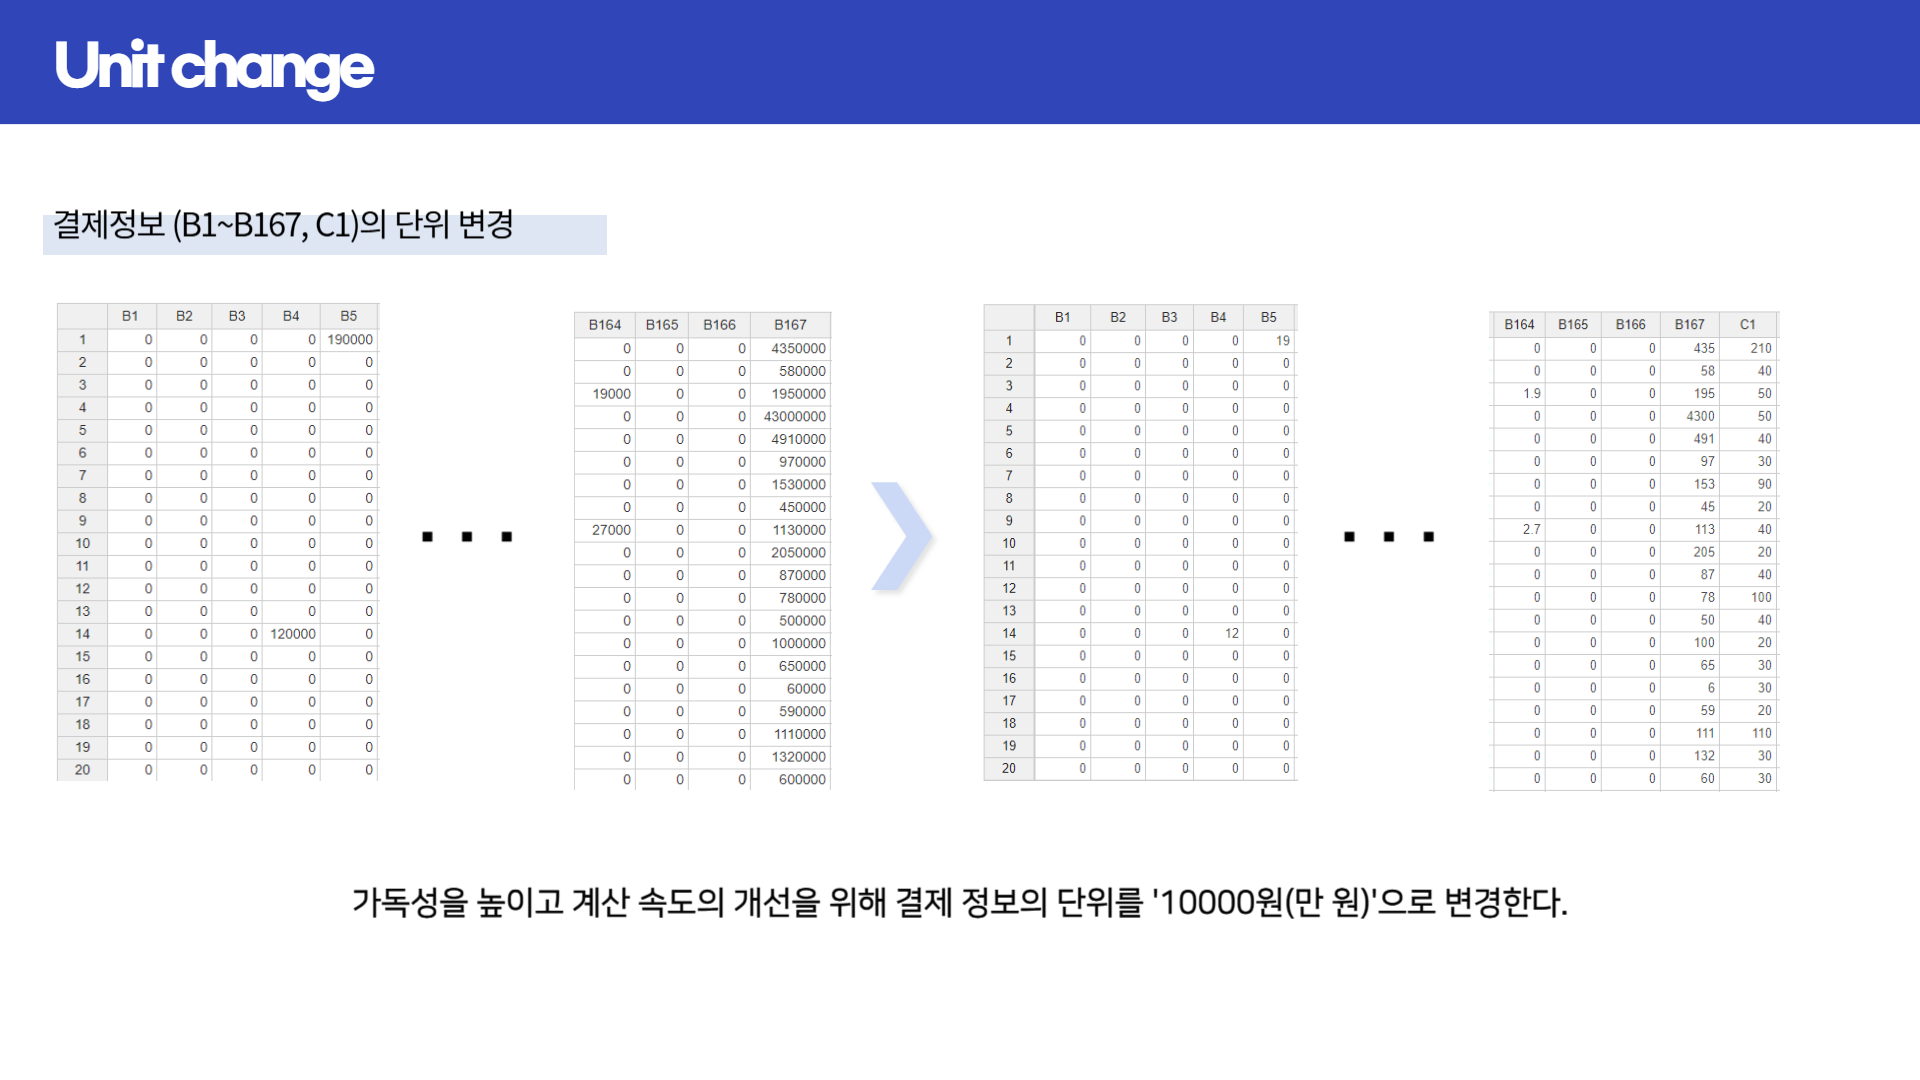 Unit change
결제정보 (B1~B167, C1)의 단위 변경
B1 B2 B3 B4 B5
1 0 0 0 0 190000
2 0 0 0 0 0
3 0 0 0 0 0
4 0 0 0 0 0
5 0 0 0 0 0
6 0 0 0 0 0
7 0 0 0 0 0
8 0 0 0 0 0
9 0 0 0 0 0
10 0 0 0 0 0
11 0 0 0 0 0
12 0 0 0 0 0
13 0 0 0 0 0
14 0 0 0 120000 0
15 0 0 0 0 0
16 0 0 0 0 0
17 0 0 0 0 0
18 0 0 0 0 0
19 0 0 0 0 0
20 0 0 0 0 0
...
B164 B165 B166 B167
0 0 0 4350000
0 0 0 580000
19000 0 0 1950000
0 0 0 43000000
0 0 0 4910000
0 0 0 970000
0 0 0 1530000
0 0 0 450000
27000 0 0 1130000
0 0 0 2050000
0 0 0 870000
0 0 0 780000
0 0 0 500000
0 0 0 1000000
0 0 0 650000
0 0 0 60000
0 0 0 590000
0 0 0 1110000
0 0 0 1320000
0 0 0 600000
B1 B2 B3 B4 B5
1 0 0 0 0 19
2 0 0 0 0 0
3 0 0 0 0 0
4 0 0 0 0 0
5 0 0 0 0 0
6 0 0 0 0 0
7 0 0 0 0 0
8 0 0 0 0 0
9 0 0 0 0 0
10 0 0 0 0 0
11 0 0 0 0 0
12 0 0 0 0 0
13 0 0 0 0 0
14 0 0 0 12 0
15 0 0 0 0 0
16 0 0 0 0 0
17 0 0 0 0 0
18 0 0 0 0 0
19 0 0 0 0 0
20 0 0 0 0 0
...
B164 B165 B166 B167 C1
0 0 0 435 210
0 0 0 58 40
1.9 0 0 195 50
0 0 0 4300 50
0 0 0 491 40
0 0 0 97 30
0 0 0 153 90
0 0 0 45 20
2.7 0 0 113 40
0 0 0 205 20
0 0 0 87 40
0 0 0 78 100
0 0 0 50 40
0 0 0 100 20
0 0 0 65 30
0 0 0 6 30
0 0 0 59 20
0 0 0 111 110
0 0 0 132 30
0 0 0 60 30
가독성을 높이고 계산 속도의 개선을 위해 결제 정보의 단위를 '10000원(만 원)'으로 변경한다.